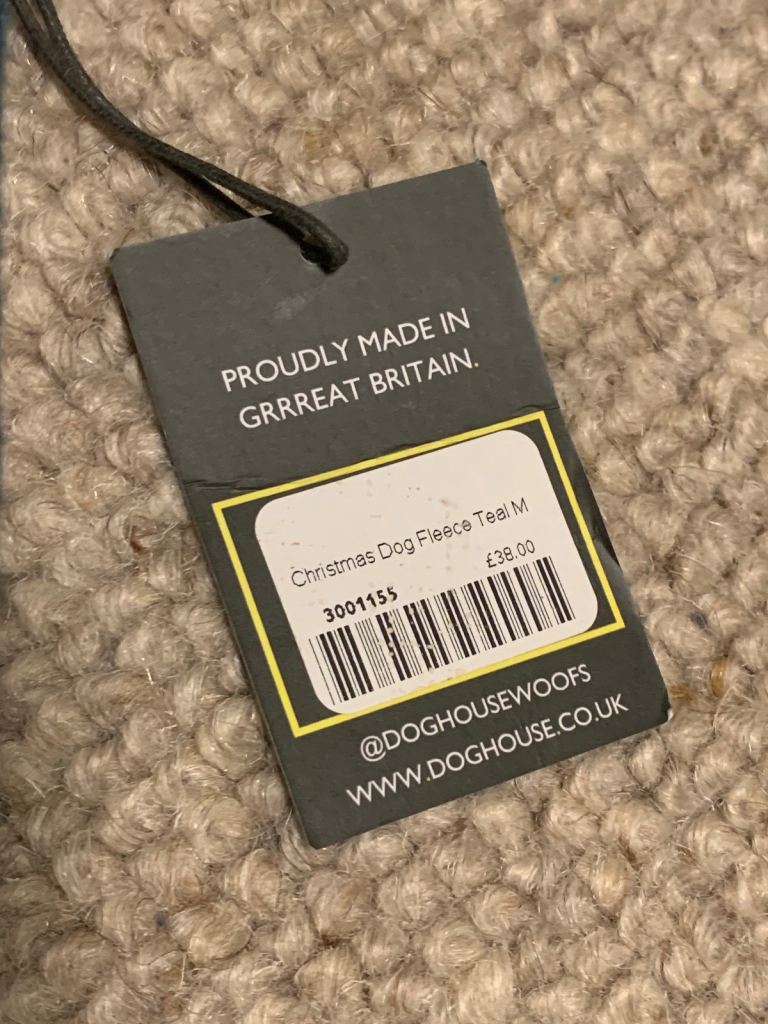 PROUDLY MADE IN
GRRREAT BRITAIN.
Christmas Dog Fleece Teal M
£38.00
3001155
@DOGHOUSEWOOFS
WWW.DOGHOUSE.CO.UK